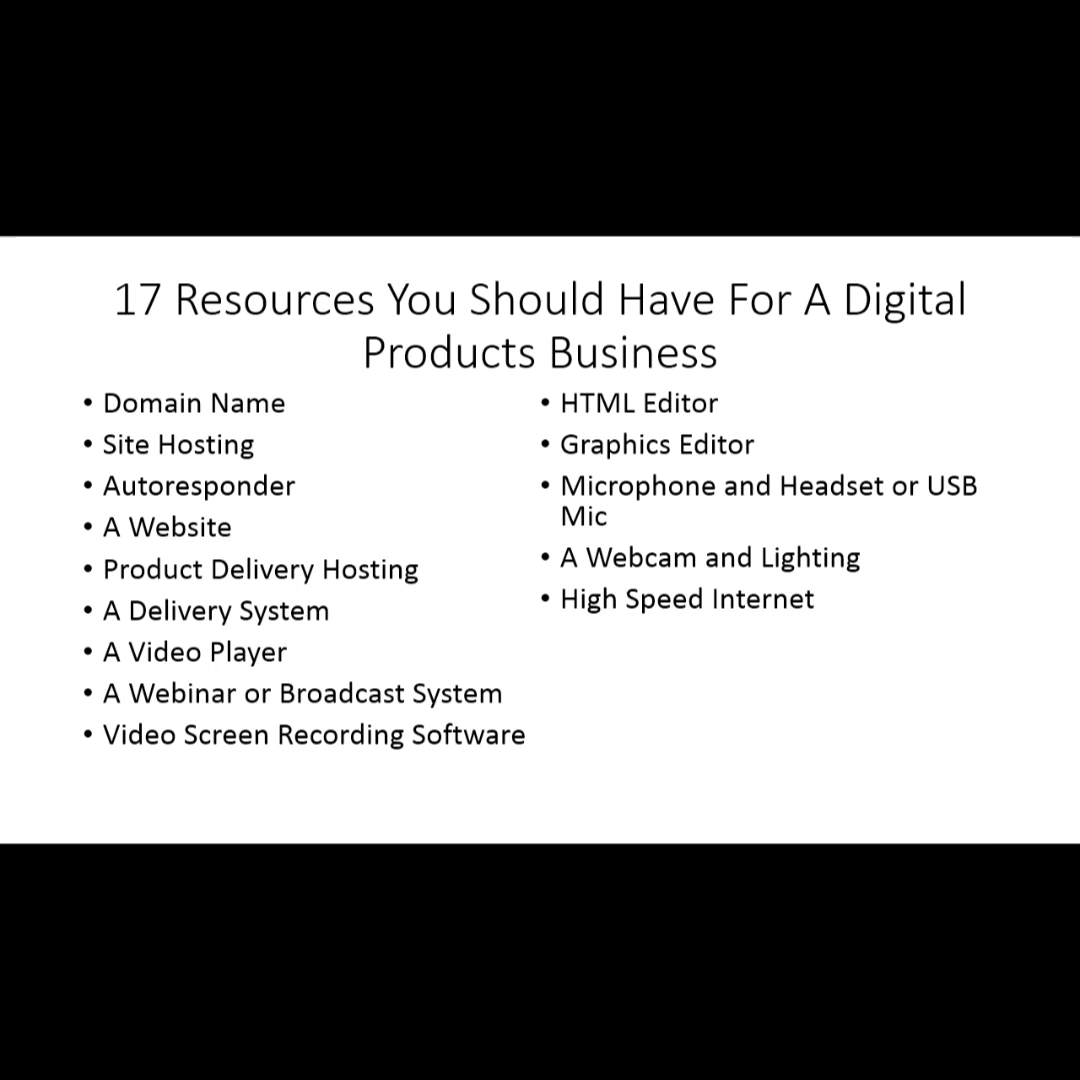 17 Resources You Should Have For A Digital
Products Business
• Domain Name
• Site Hosting
• Autoresponder
• A Website
• Product Delivery Hosting
• A Delivery System
• A Video Player
• A Webinar or Broadcast System
• Video Screen Recording Software
• HTML Editor
• Graphics Editor
• Microphone and Headset or USB
Mic
• A Webcam and Lighting
• High Speed Internet